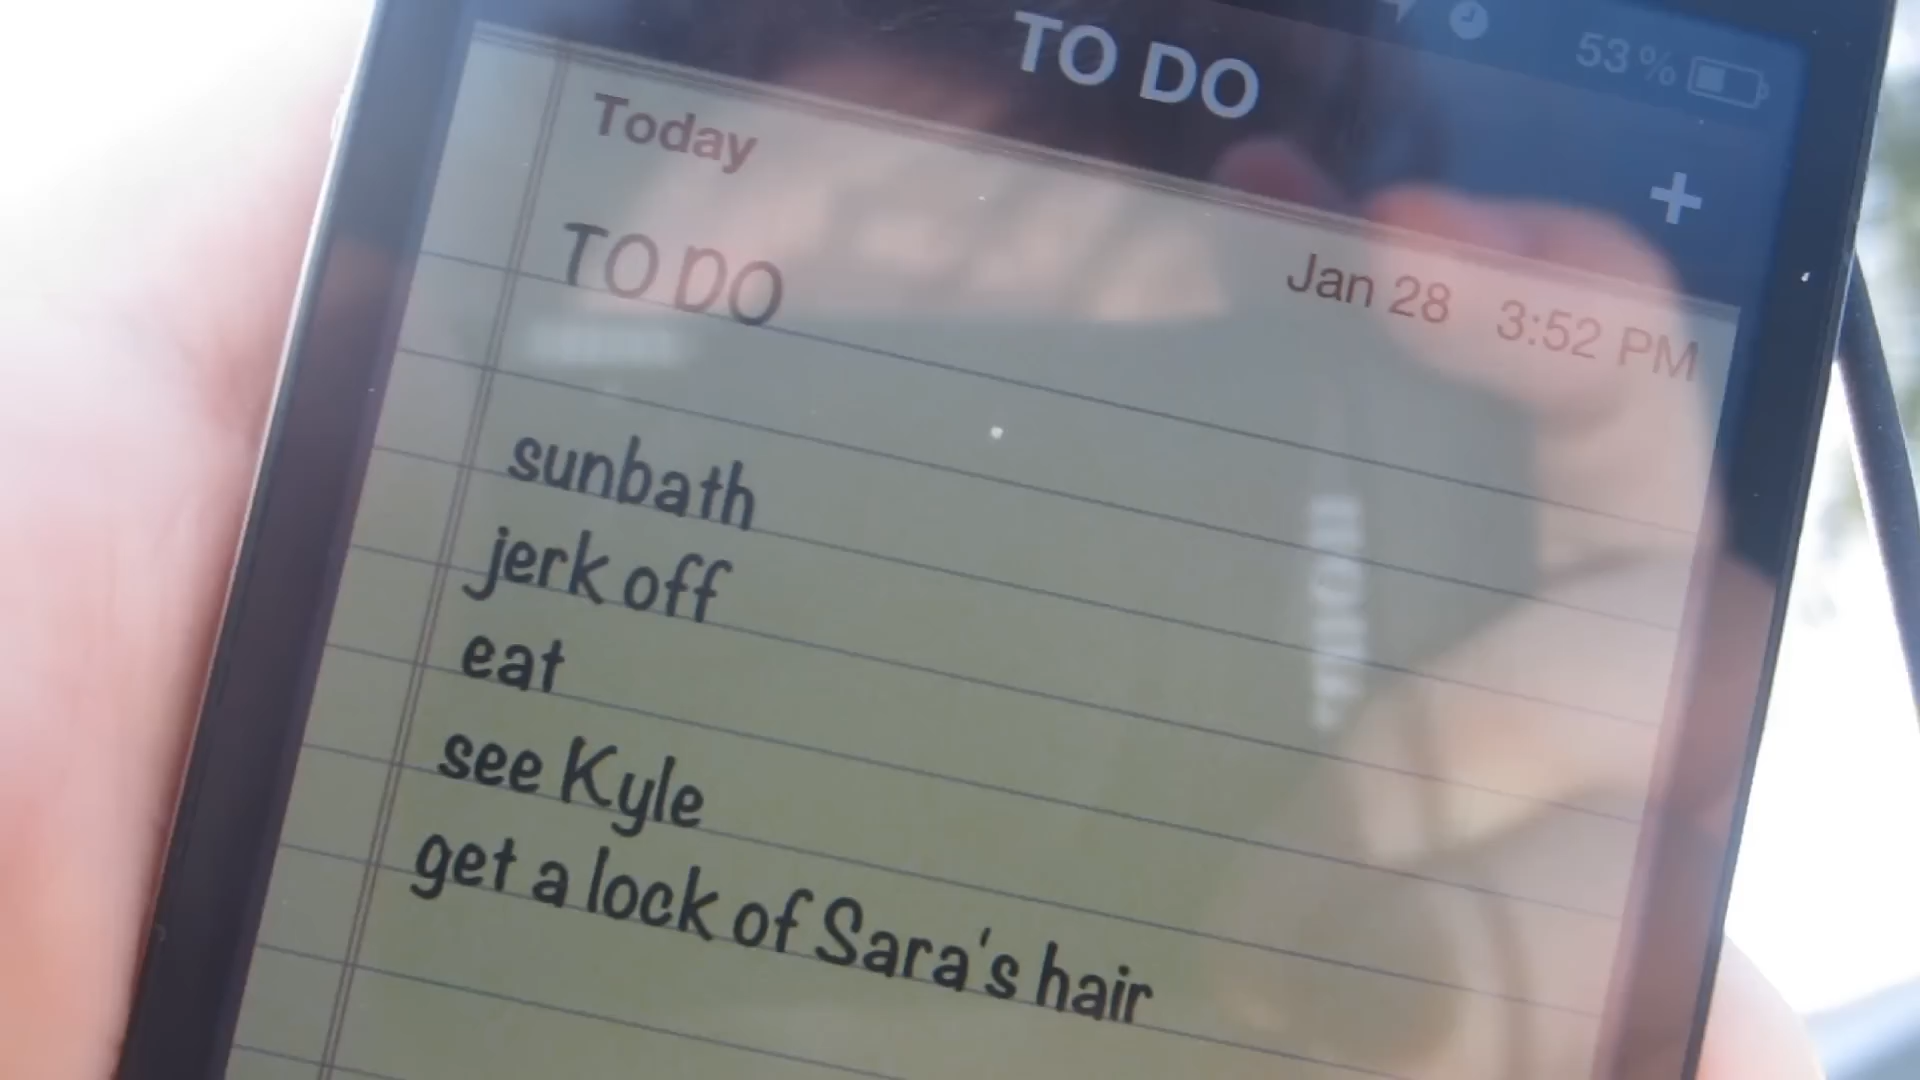 53%
TO DO
+
Today
Jan 28 3:52 PM
TO DO
sunbath
jerk off
eat
see Kyle
get a lock of Sara's hair